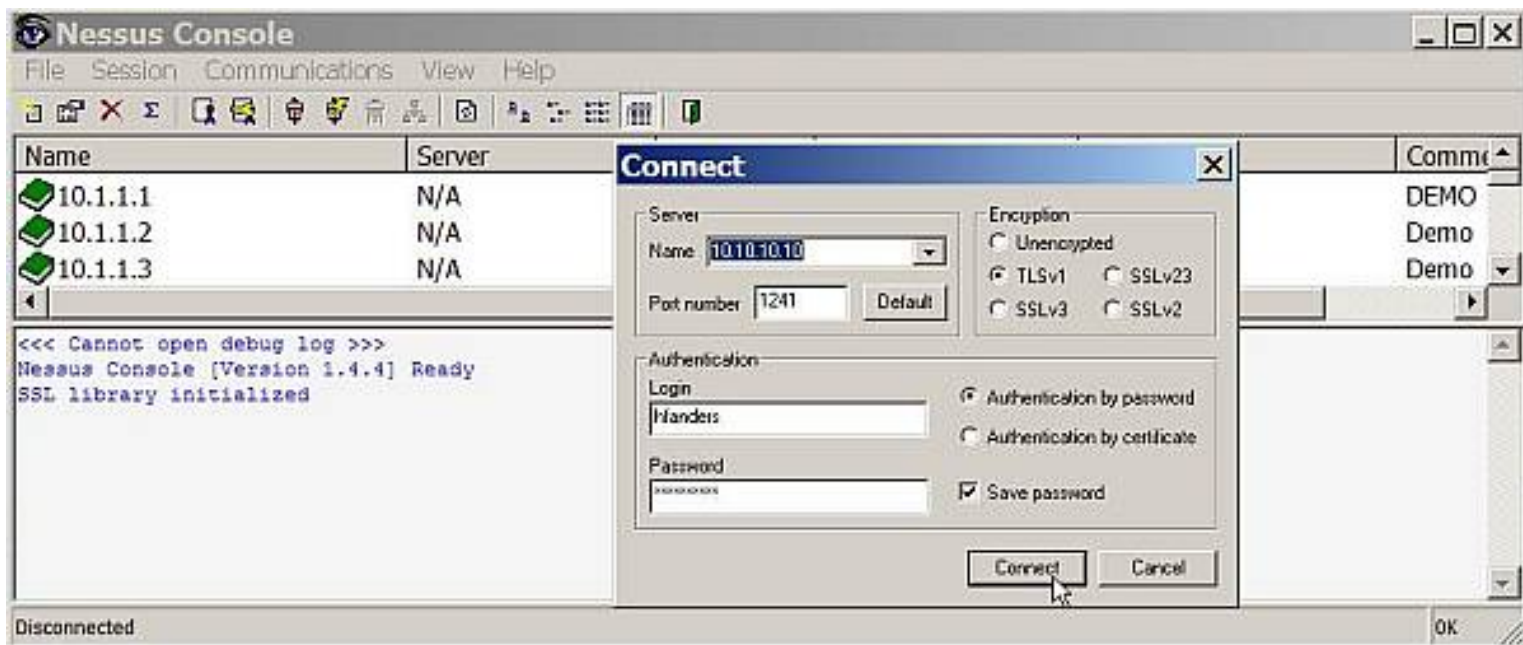 Nessus Console
File Session Communications View Help
Name Server Comme
10.1.1.1 N/A DEMO
10.1.1.2 N/A Demo
10.1.1.3 N/A Demo
Connect
Server
Name 10.10.10.10
Port number 1241 Default
Encryption
Unencrypted
TLSv1 SSLv23
SSLv3 SSLv2
Authentication
Login
hlanders
Authentication by password
Authentication by certificate
Password
Save password
Connect Cancel
<<< Cannot open debug log >>>
Nessus Console [Version 1.4.4] Ready
SSL library initialized
Disconnected OK